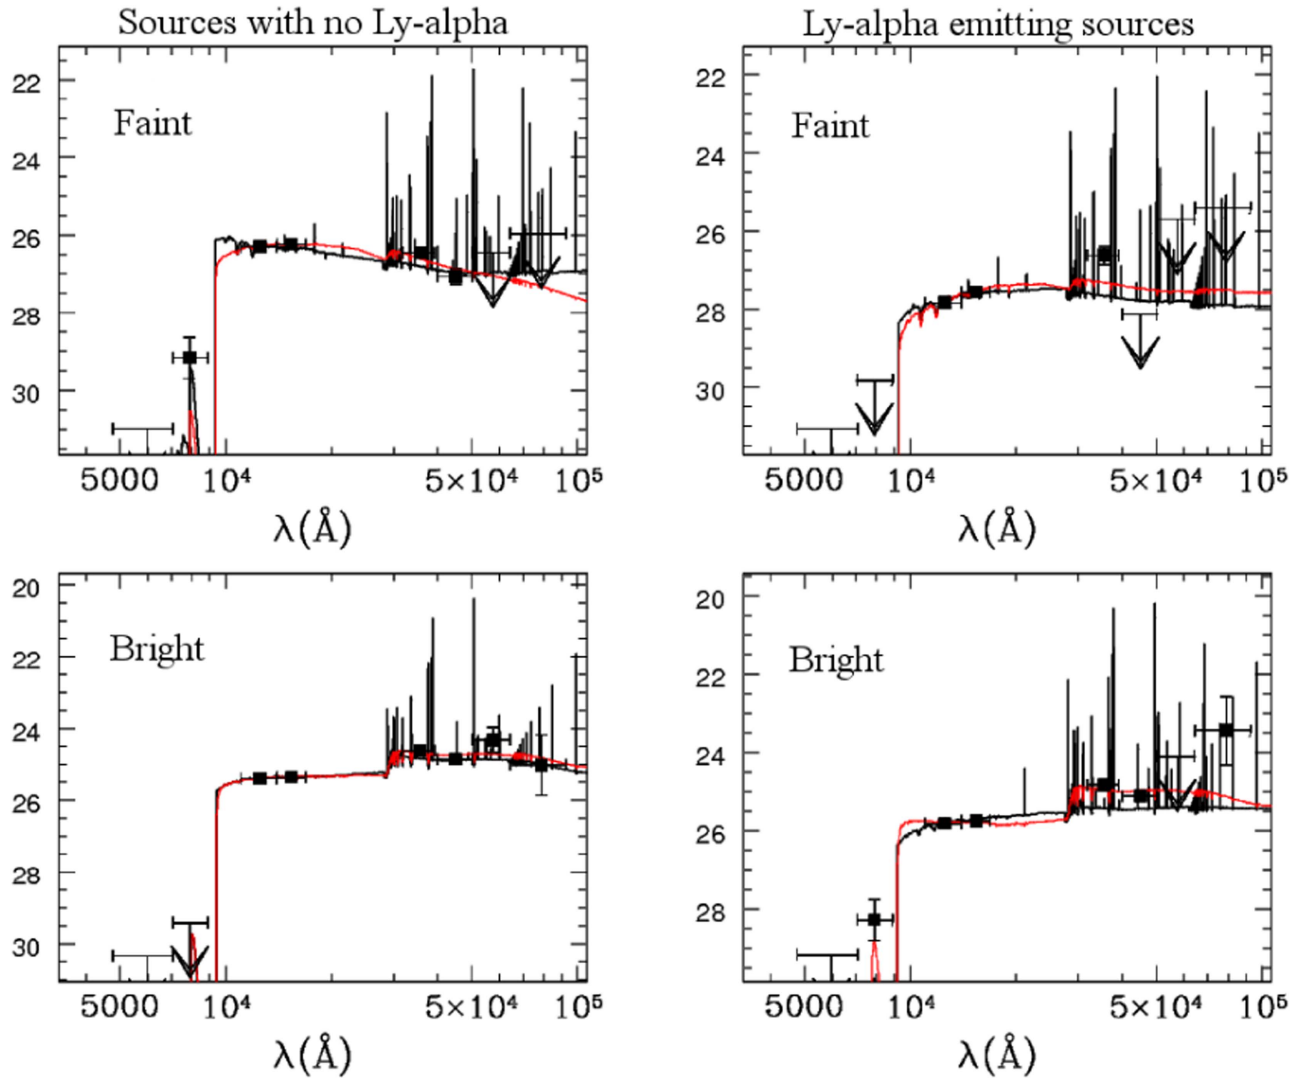 Sources with no Ly-alpha
Ly-alpha emitting sources
Faint
22
24
26
28
30
5000 10⁴ 5×10⁴ 10⁵
λ(Å)
Faint
22
24
26
28
30
5000 10⁴ 5×10⁴ 10⁵
λ(Å)
Bright
20
22
24
26
28
30
5000 10⁴ 5×10⁴ 10⁵
λ(Å)
Bright
20
22
24
26
28
5000 10⁴ 5×10⁴ 10⁵
λ(Å)